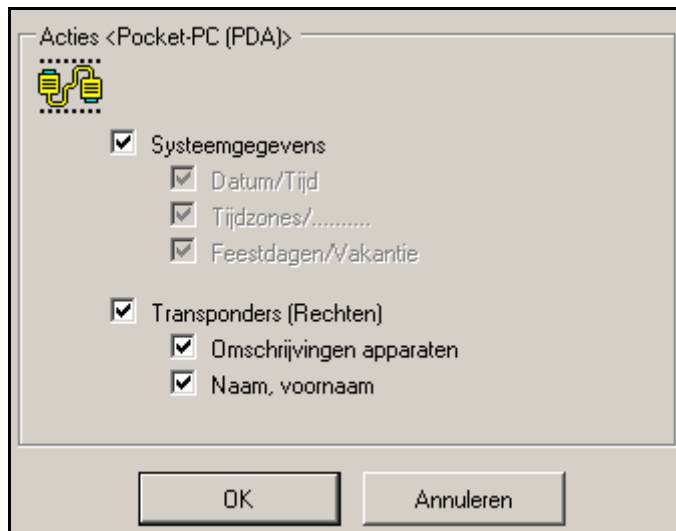 Acties <Pocket-PC (PDA)>
Systeemgegevens
Datum/Tijd
Tijdzones/..........
Feestdagen/Vakantie
Transponders (Rechten)
Omschrijvingen apparaten
Naam, voornaam
OK Annuleren